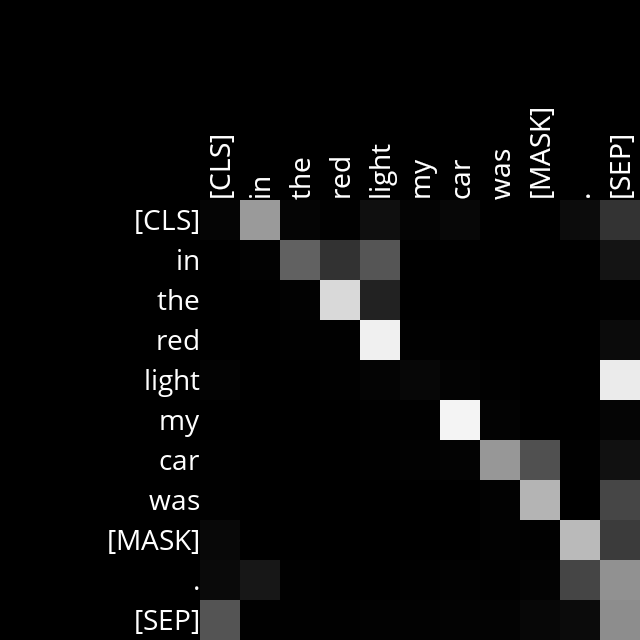 [CLS] in the red light my car was [MASK] . [SEP]
[CLS]
in
the
red
light
my
car
was
[MASK]
.
[SEP]